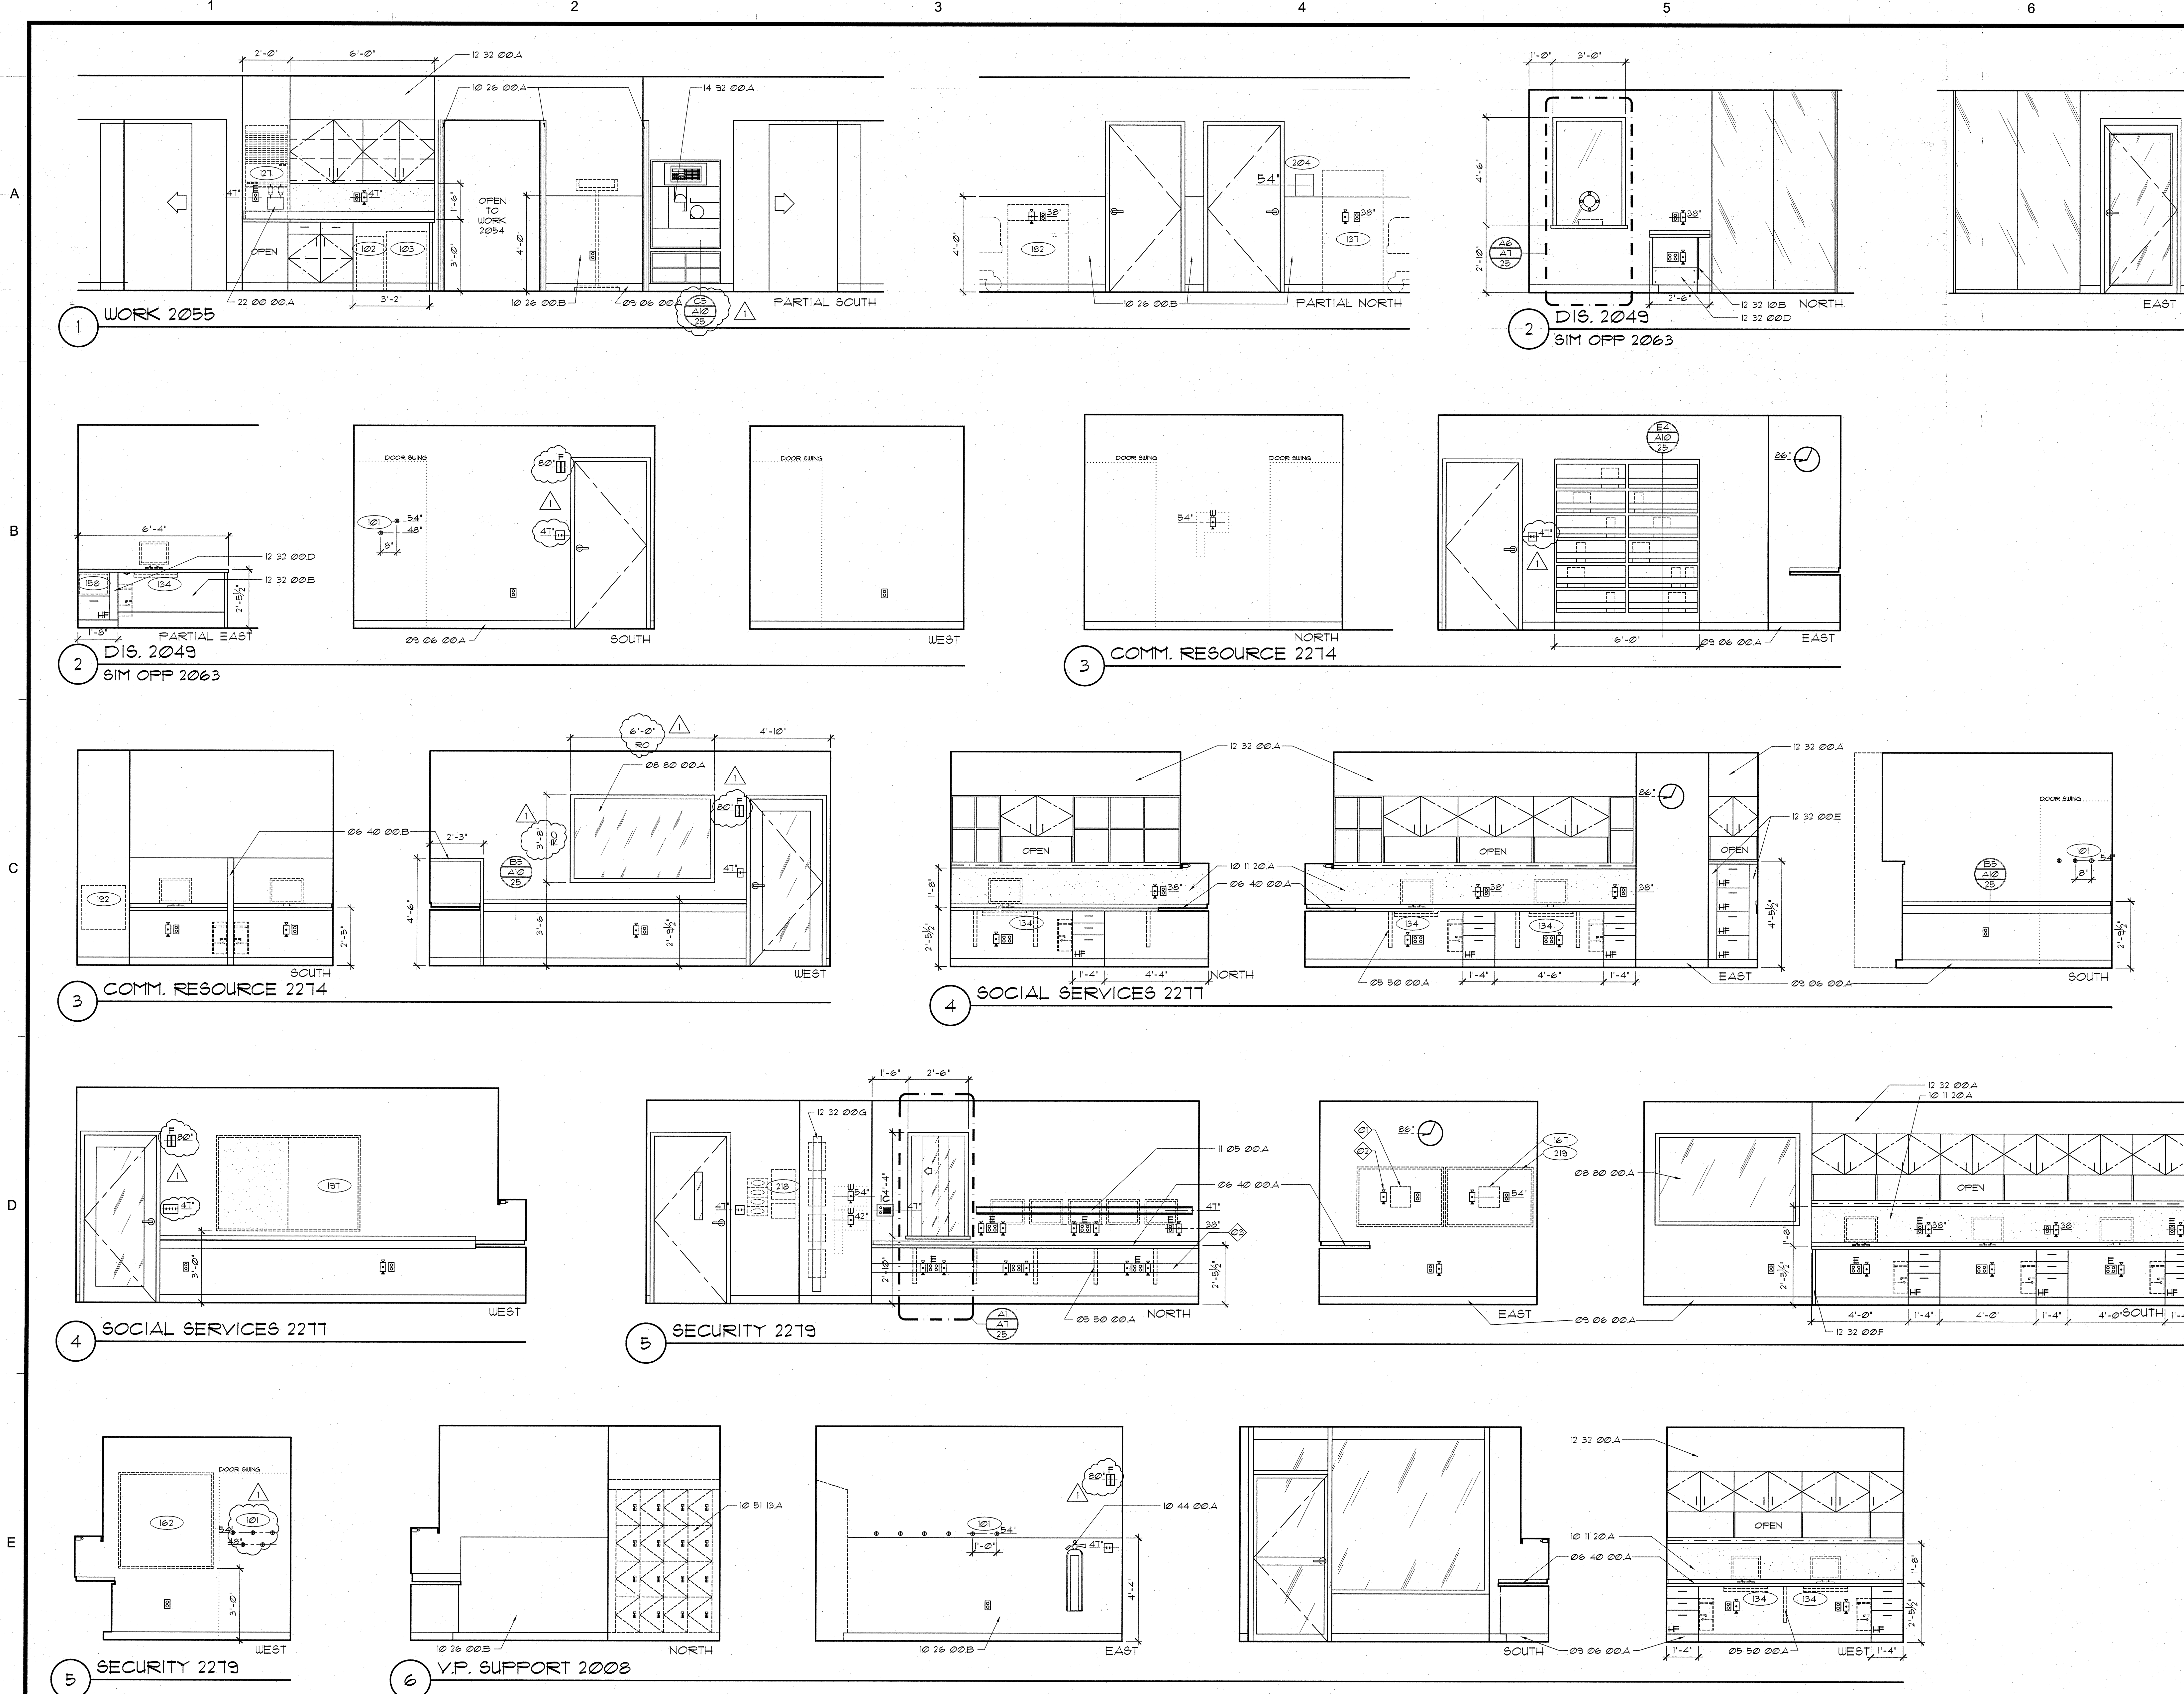 1 2 3 4 5 6
A
2'-0" 6'-0" 12 32 00.A
10 26 00.A 14 92 00.A
127
47" E 47"
1'-6"
OPEN
TO
WORK
2054
4'-0"
OPEN 102 103 3'-0"
3'-2"
22 00 00.A 10 26 00.B 09 06 00.A PARTIAL SOUTH
C5
A10
25
1
1 WORK 2055
204
54"
38" 38"
4'-0" 182 137
10 26 00.B PARTIAL NORTH
1'-0" 3'-0"
4'-6"
38"
A6
A7
25
2'-10"
2'-6" 12 32 10.B NORTH
12 32 00.D
EAST
2 DIS. 2049
SIM OPP 2063
B
6'-4"
12 32 00.D
158 134 12 32 00.B
HF 2'-5½"
1'-8" PARTIAL EAST
DOOR SWING
F
80"
1
101 54"
48"
8"
47"
09 06 00.A SOUTH
DOOR SWING
WEST
2 DIS. 2049
SIM OPP 2063
DOOR SWING DOOR SWING
54"
NORTH
E4
A10
25
86"
47"
1
6'-0" 09 06 00.A EAST
3 COMM. RESOURCE 2274
C
192
06 40 00.B
2'-5"
SOUTH
6'-0" 1 4'-10"
RO
08 80 00.A
1
F
80"
1
3'-8" RO
2'-3"
B5
A10
25
47"
4'-6" 3'-6" 2'-9½"
WEST
3 COMM. RESOURCE 2274
12 32 00.A
OPEN
1'-8"
10 11 20.A
38"
06 40 00.A
134
2'-5½" HF
1'-4" 4'-4" NORTH
86"
OPEN
38" 38"
134 134
HF HF
05 50 00.A 1'-4" 4'-6" 1'-4"
12 32 00.A
12 32 00.E
OPEN
HF
HF
HF
HF
4'-5½"
EAST
09 06 00.A
DOOR SWING
101 54"
8"
B5
A10
25
2'-9½"
SOUTH
4 SOCIAL SERVICES 2277
D
F
80"
1
47"
197
3'-0"
WEST
4 SOCIAL SERVICES 2277
1'-6" 2'-6"
12 32 00.G
4'-4"
11 05 00.A
218
54" IC
47" 42" 47" 47"
06 40 00.A
E E E 38"
03
E E
2'-10" 2'-5½"
A1
A7
25
05 50 00.A NORTH
01
02
86"
167
219
54"
EAST
09 06 00.A
12 32 00.A
10 11 20.A
08 80 00.A
OPEN
E
38" 38" E
1'-8"
E E
2'-5½" HF HF HF
4'-0" 1'-4" 4'-0" 1'-4" 4'-0" SOUTH
12 32 00.F
5 SECURITY 2279
E
DOOR SWING
1
162 101
54"
48"
3'-0"
WEST
5 SECURITY 2279
10 51 13.A
10 26 00.B NORTH
F
80"
1
10 44 00.A
101 54"
1'-0"
47"
4'-4"
10 26 00.B EAST
SOUTH
12 32 00.A
OPEN
10 11 20.A
06 40 00.A
1'-8"
134 134
HF HF 2'-5½"
09 06 00.A 1'-4" 05 50 00.A WEST 1'-4"
6 V.P. SUPPORT 2008